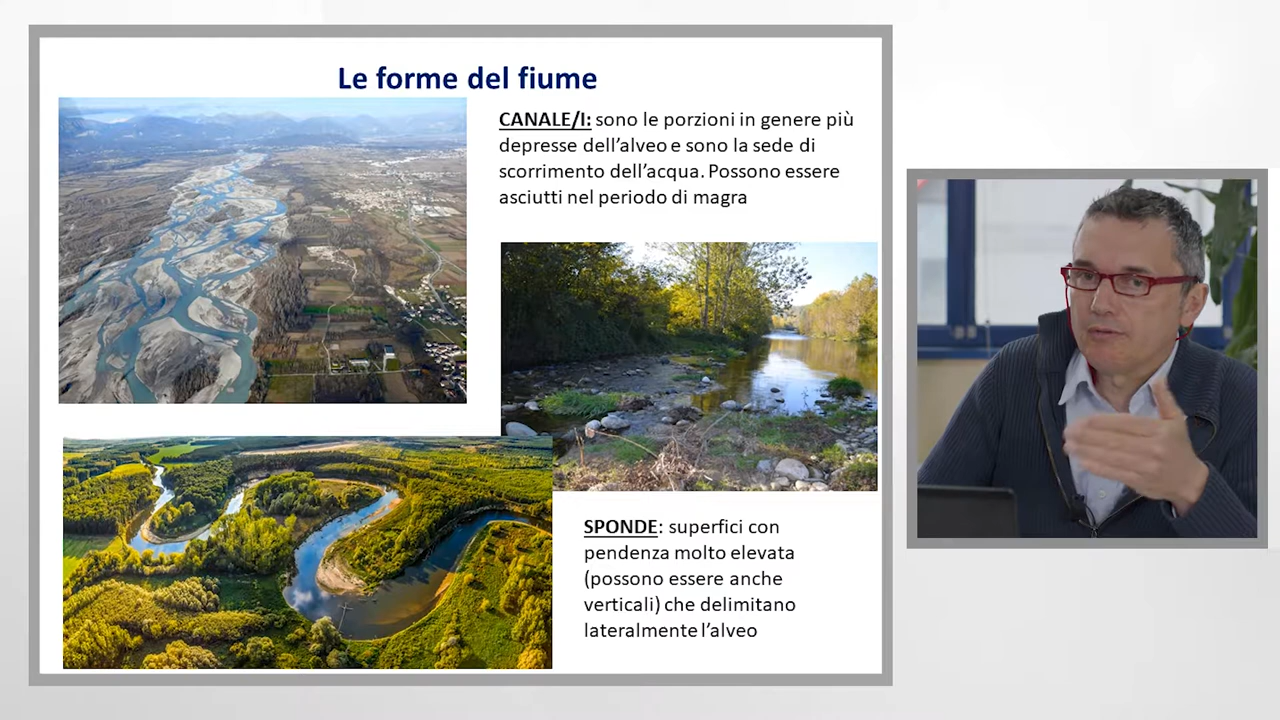 Le forme del fiume
CANALE/I: sono le porzioni in genere più
depresse dell'alveo e sono la sede di
scorrimento dell'acqua. Possono essere
asciutti nel periodo di magra
SPONDE: superfici con
pendenza molto elevata
(possono essere anche
verticali) che delimitano
lateralmente l'alveo